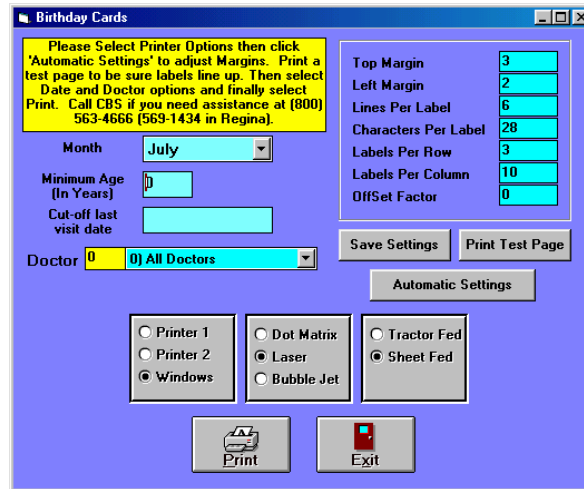 Birthday Cards
Please Select Printer Options then click
'Automatic Settings' to adjust Margins. Print a
test page to be sure labels line up. Then select
Date and Doctor options and finally select
Print. Call CBS if you need assistance at (800)
563-4666 (569-1434 in Regina).
Month July
Minimum Age
(In Years) 0
Cut-off last
visit date
Doctor 0 0) All Doctors
Top Margin 3
Left Margin 2
Lines Per Label 6
Characters Per Label 28
Labels Per Row 3
Labels Per Column 10
OffSet Factor 0
Save Settings Print Test Page
Automatic Settings
Printer 1
Printer 2
Windows
Dot Matrix
Laser
Bubble Jet
Tractor Fed
Sheet Fed
Print
Exit